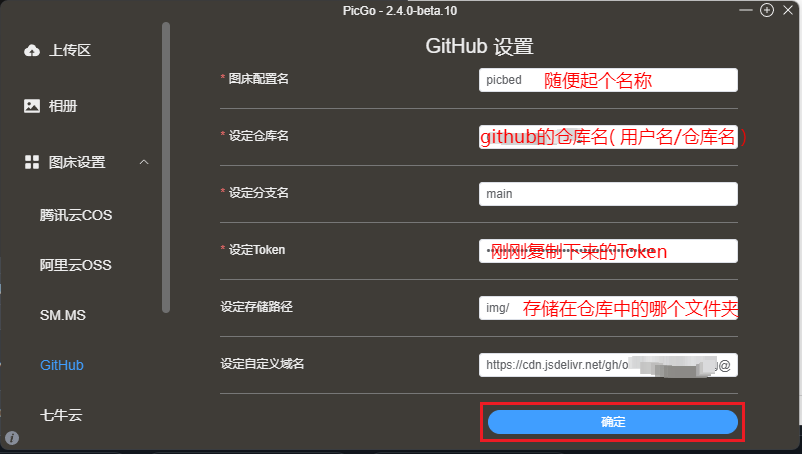 PicGo - 2.4.0-beta.10
上传区
相册
图床设置
腾讯云COS
阿里云OSS
SM.MS
GitHub
七牛云
GitHub 设置
* 图床配置名
picbed 随便起个名称
* 设定仓库名
github的仓库名( 用户名/仓库名 )
* 设定分支名
main
* 设定Token
刚刚复制下来的Token
设定存储路径
img/ 存储在仓库中的哪个文件夹
设定自定义域名
https://cdn.jsdelivr.net/gh/o @
确定